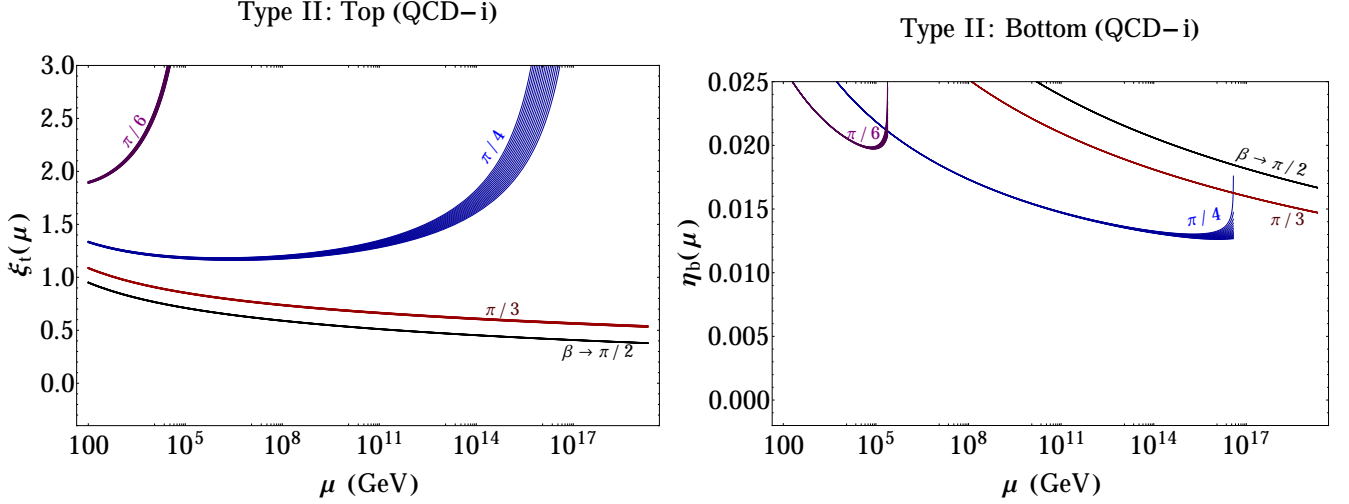 Type II: Top (QCD−i)
ξt(μ)
3.0
2.5
2.0
1.5
1.0
0.5
0.0
π/6
π/4
π/3
β → π/2
100
10^5
10^8
10^11
10^14
10^17
μ (GeV)
Type II: Bottom (QCD−i)
ηb(μ)
0.025
0.020
0.015
0.010
0.005
0.000
π/6
β → π/2
π/4
π/3
100
10^5
10^8
10^11
10^14
10^17
μ (GeV)